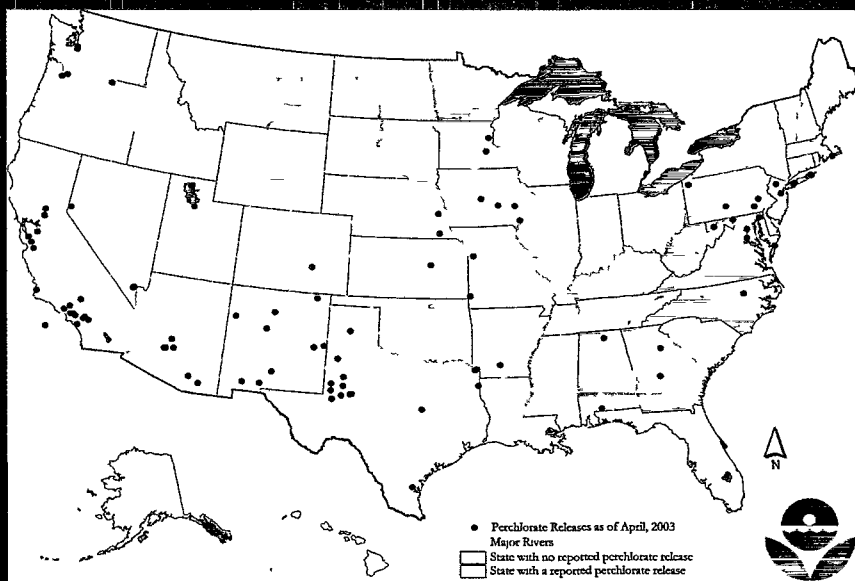 N
Perchlorate Releases as of April, 2003
Major Rivers
State with no reported perchlorate release
State with a reported perchlorate release